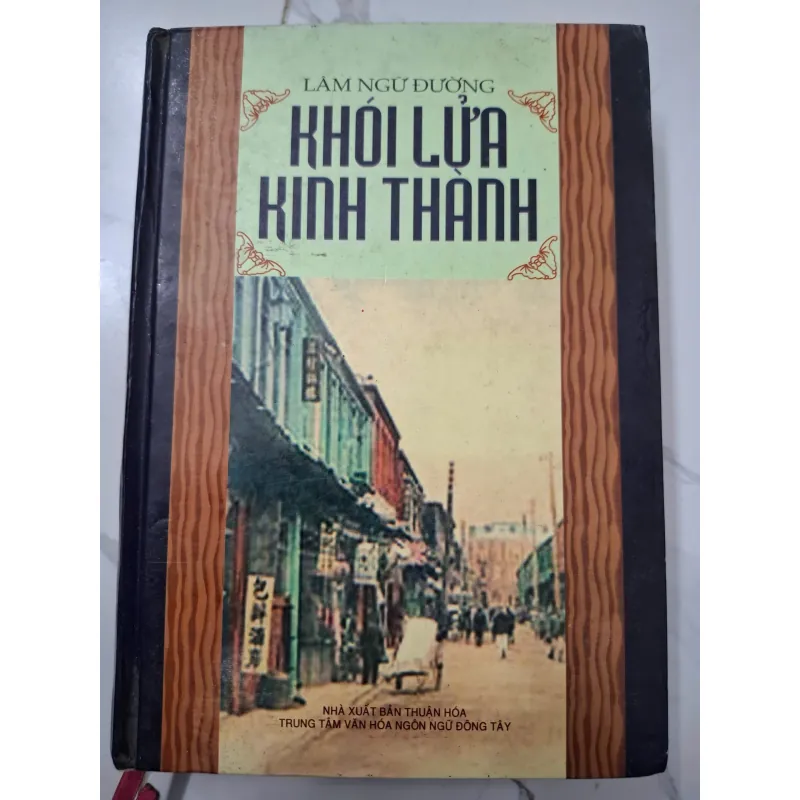 LÂM NGỮ ĐƯỜNG
KHÓI LỬA
KINH THÀNH
NHÀ XUẤT BẢN THUẬN HÓA
TRUNG TÂM VĂN HÓA NGÔN NGỮ ĐÔNG TÂY